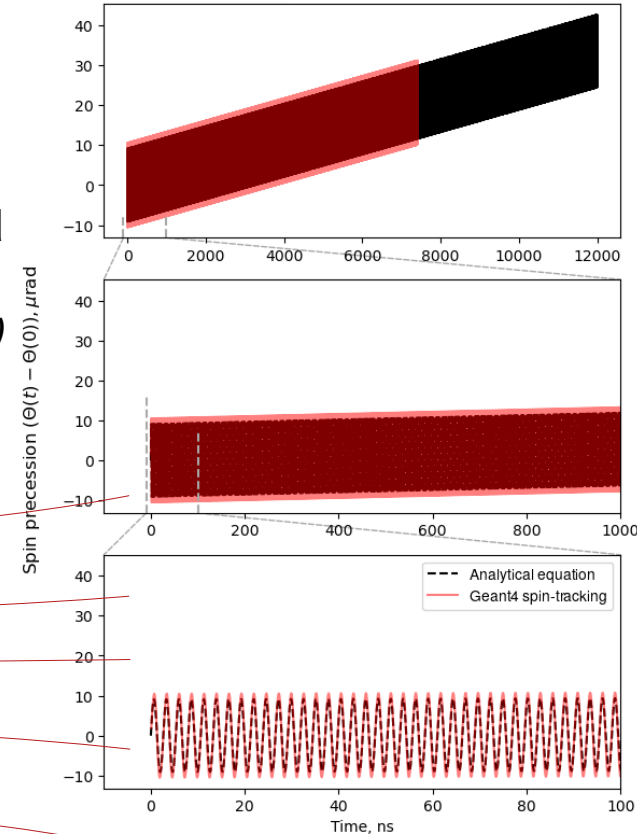 40
30
20
10
0
−10
0 2000 4000 6000 8000 10000 12000
Spin precession (Θ(t) − Θ(0)), μrad
40
30
20
10
0
−10
0 200 400 600 800 1000
Analytical equation
Geant4 spin-tracking
40
30
20
10
0
−10
0 20 40 60 80 100
Time, ns